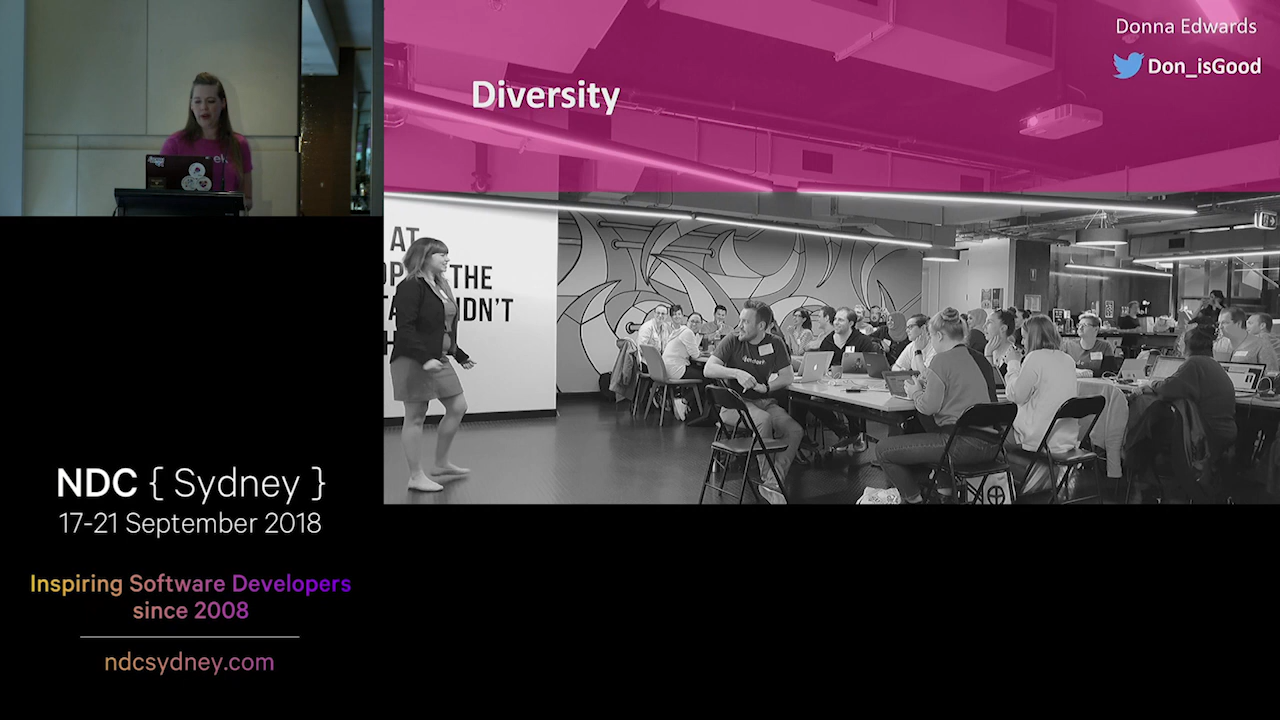 Donna Edwards
Don_isGood
Diversity
AT
THE
DN'T
NDC { Sydney }
17-21 September 2018
Inspiring Software Developers
since 2008
ndcsydney.com